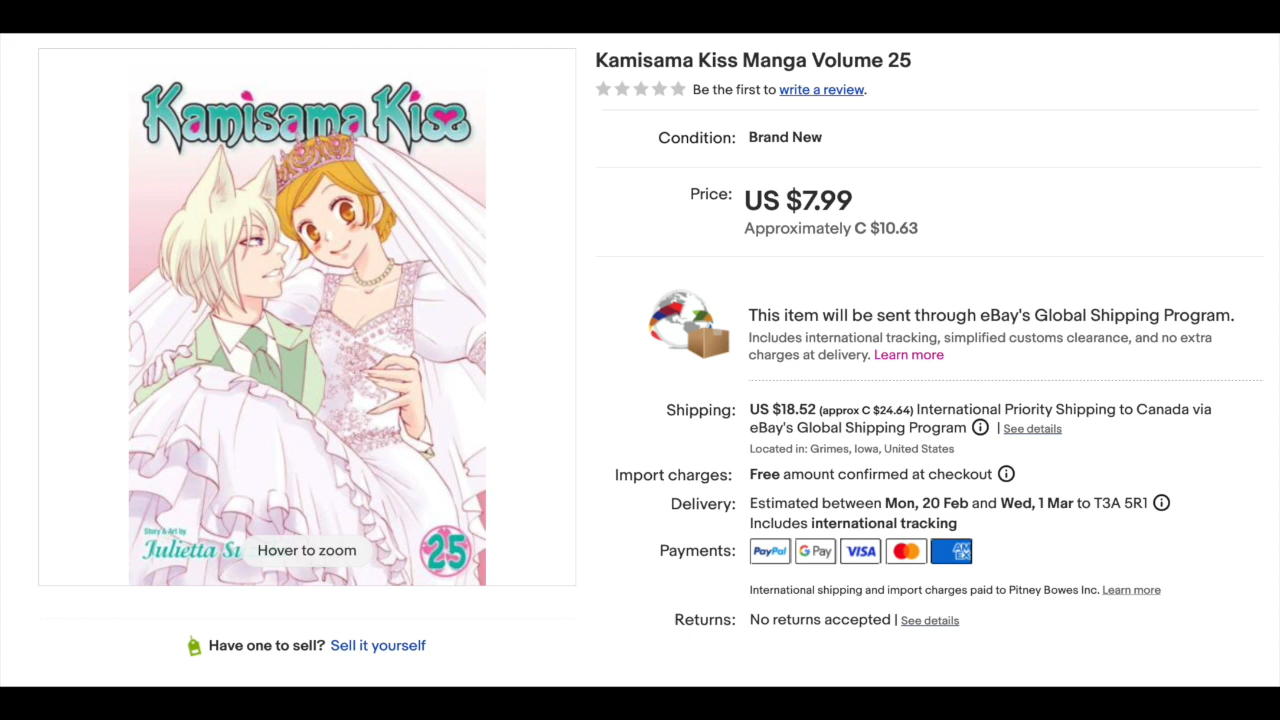 Kamisama Kiss
Story & Art by
Julietta
25
Hover to zoom
Have one to sell? Sell it yourself
Kamisama Kiss Manga Volume 25
Be the first to write a review.
Condition: Brand New
Price: US $7.99
Approximately C $10.63
This item will be sent through eBay's Global Shipping Program.
Includes international tracking, simplified customs clearance, and no extra
charges at delivery. Learn more
Shipping: US $18.52 (approx C $24.64) International Priority Shipping to Canada via
eBay's Global Shipping Program | See details
Located in: Grimes, Iowa, United States
Import charges: Free amount confirmed at checkout
Delivery: Estimated between Mon, 20 Feb and Wed, 1 Mar to T3A 5R1
Includes international tracking
Payments: PayPal G Pay VISA AM EX
International shipping and import charges paid to Pitney Bowes Inc. Learn more
Returns: No returns accepted | See details